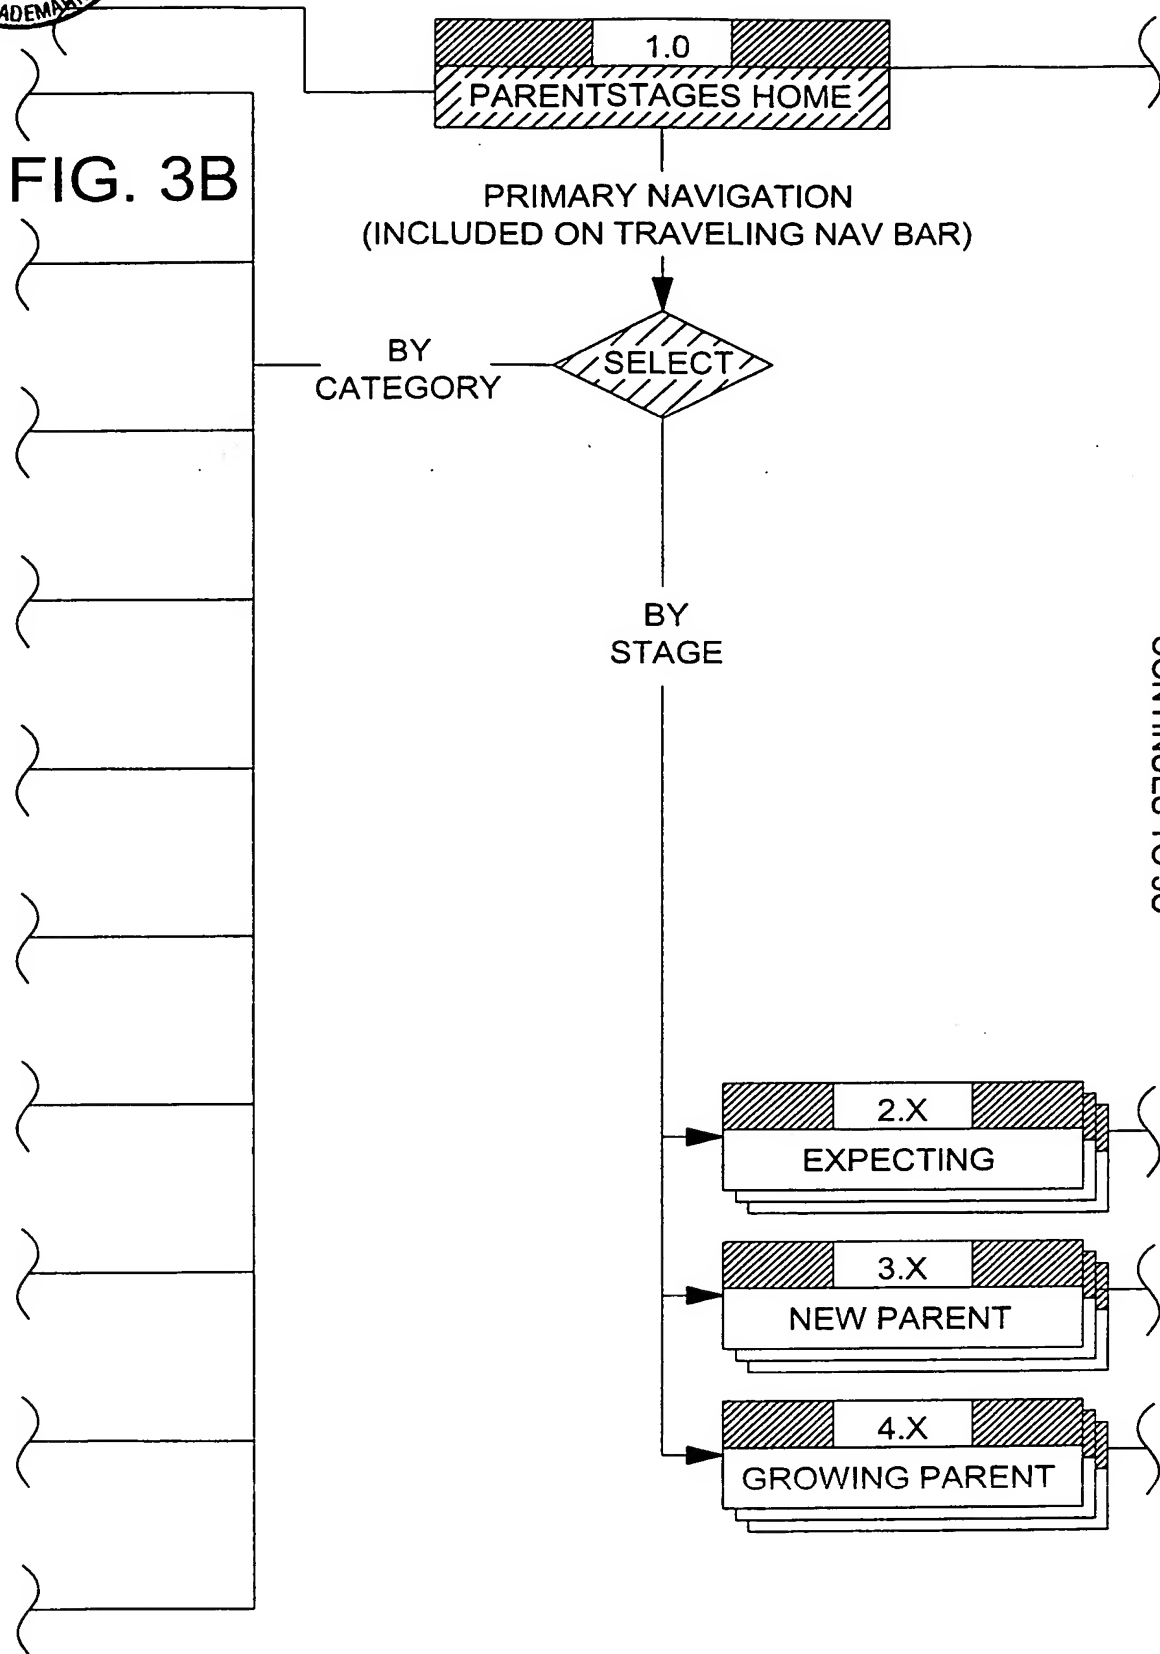 1.0
PARENTSTAGES HOME
FIG. 3B
PRIMARY NAVIGATION
(INCLUDED ON TRAVELING NAV BAR)
SELECT
BY
CATEGORY
BY
STAGE
2.X
EXPECTING
3.X
NEW PARENT
4.X
GROWING PARENT